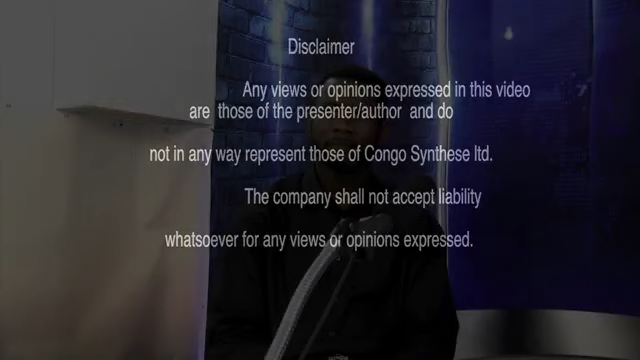 Disclaimer
Any views or opinions expressed in this video
are those of the presenter/author and do
not in any way represent those of Congo Synthese ltd.
The company shall not accept liability
whatsoever for any views or opinions expressed.